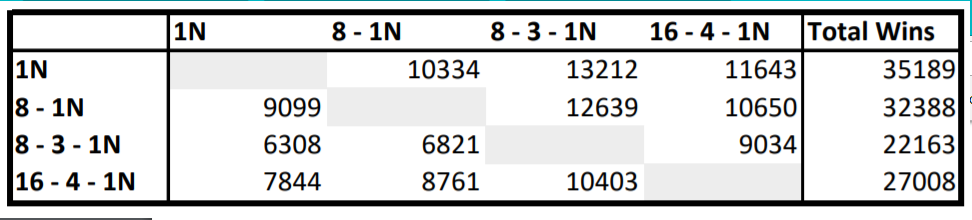 1N 8 - 1N 8 - 3 - 1N 16 - 4 - 1N Total Wins
1N 10334 13212 11643 35189
8 - 1N 9099 12639 10650 32388
8 - 3 - 1N 6308 6821 9034 22163
16 - 4 - 1N 7844 8761 10403 27008